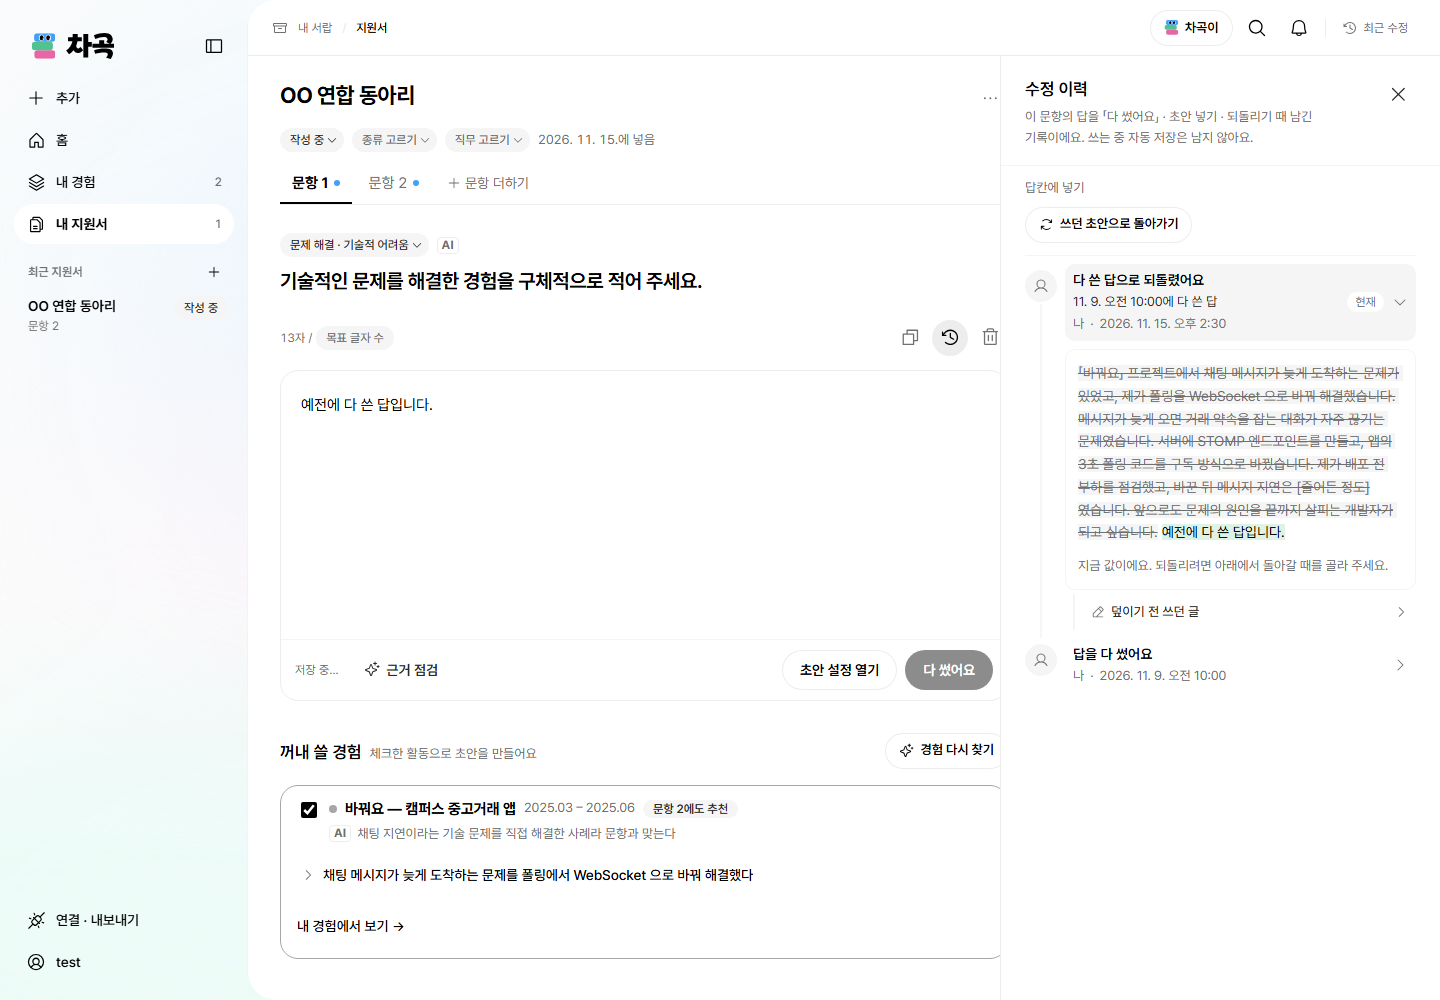 차곡
추가
홈
내 경험 2
내 지원서 1
최근 지원서
OO 연합 동아리 작성 중
문항 2
연결 · 내보내기
test
내 서랍 / 지원서
차곡이
최근 수정
OO 연합 동아리
작성 중 종류 고르기 직무 고르기 2026. 11. 15.에 넣음
문항 1 문항 2 문항 더하기
문제 해결 · 기술적 어려움 AI
기술적인 문제를 해결한 경험을 구체적으로 적어 주세요.
13자 / 목표 글자 수
예전에 다 쓴 답입니다.
저장 중… 근거 점검 초안 설정 열기 다 썼어요
꺼내 쓸 경험 체크한 활동으로 초안을 만들어요 경험 다시 찾기
바꿔요 — 캠퍼스 중고거래 앱 2025.03 – 2025.06 문항 2에도 추천
AI 채팅 지연이라는 기술 문제를 직접 해결한 사례라 문항과 맞는다
채팅 메시지가 늦게 도착하는 문제를 폴링에서 WebSocket 으로 바꿔 해결했다
내 경험에서 보기 →
수정 이력
이 문항의 답을 「다 썼어요」 · 초안 넣기 · 되돌리기 때 남긴
기록이에요. 쓰는 중 자동 저장은 남지 않아요.
답칸에 넣기
쓰던 초안으로 돌아가기
다 쓴 답으로 되돌렸어요
11. 9. 오전 10:00에 다 쓴 답 현재
나 · 2026. 11. 15. 오후 2:30
「바꿔요」 프로젝트에서 채팅 메시지가 늦게 도착하는 문제가
있었고, 제가 폴링을 WebSocket 으로 바꿔 해결했습니다.
메시지가 늦게 오면 거래 약속을 잡는 대화가 자주 끊기는
문제였습니다. 서버에 STOMP 엔드포인트를 만들고, 앱의
3초 폴링 코드를 구독 방식으로 바꿨습니다. 제가 배포 전
부하를 점검했고, 바꾼 뒤 메시지 지연은 [줄어든 정도]
였습니다. 앞으로도 문제의 원인을 끝까지 살피는 개발자가
되고 싶습니다. 예전에 다 쓴 답입니다.
지금 값이에요. 되돌리려면 아래에서 돌아갈 때를 골라 주세요.
덮이기 전 쓰던 글
답을 다 썼어요
나 · 2026. 11. 9. 오전 10:00